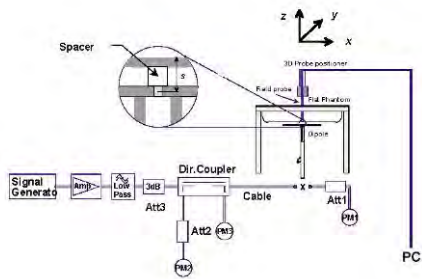 z
y
x
Spacer
s
3D Probe positioner
Field probe
Flat Phantom
Dipole
Signal
Generato
Amp
Low
Pass
3dB
Att3
Dir.Coupler
Cable
x
Att1
PM1
Att2
PM3
PM2
PC